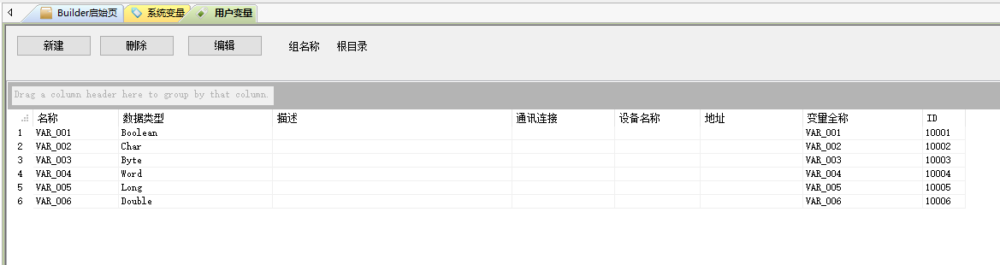 Builder启始页 系统变量 用户变量
新建 删除 编辑 组名称 根目录
Drag a column header here to group by that column.
名称 数据类型 描述 通讯连接 设备名称 地址 变量全称 ID
1 VAR_001 Boolean VAR_001 10001
2 VAR_002 Char VAR_002 10002
3 VAR_003 Byte VAR_003 10003
4 VAR_004 Word VAR_004 10004
5 VAR_005 Long VAR_005 10005
6 VAR_006 Double VAR_006 10006